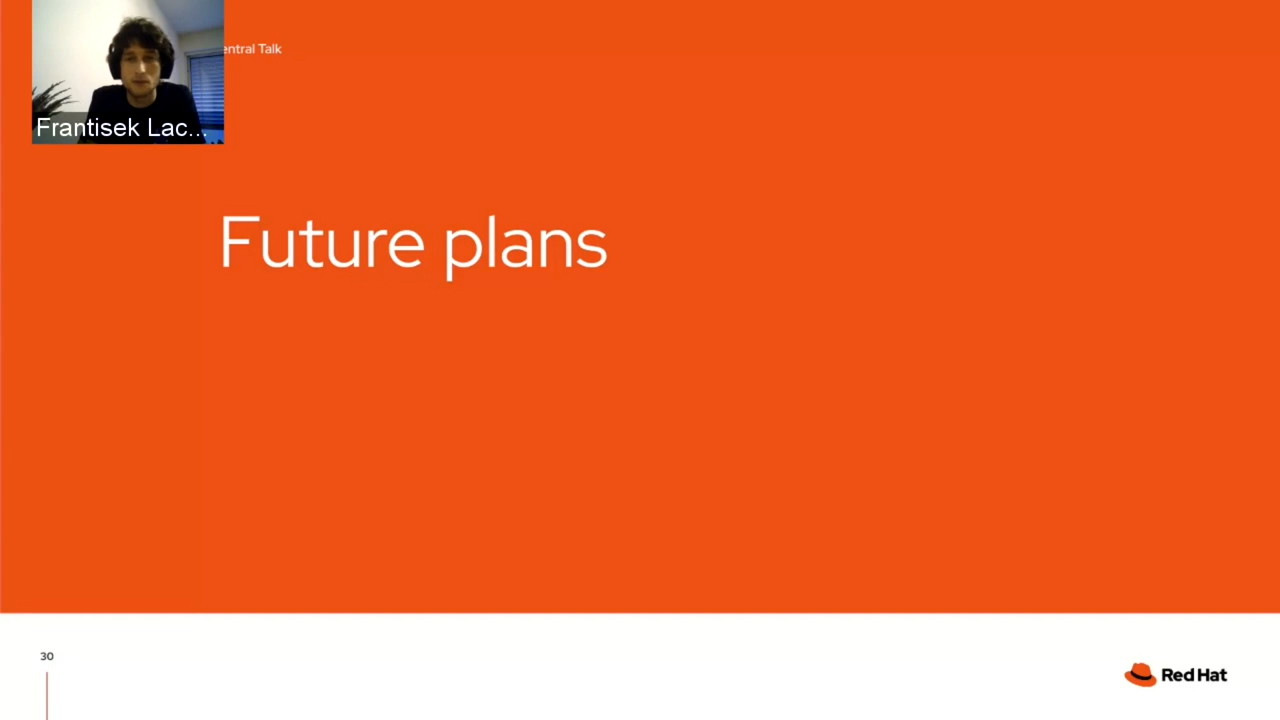 entral Talk
Frantisek Lac...
Future plans
30
Red Hat